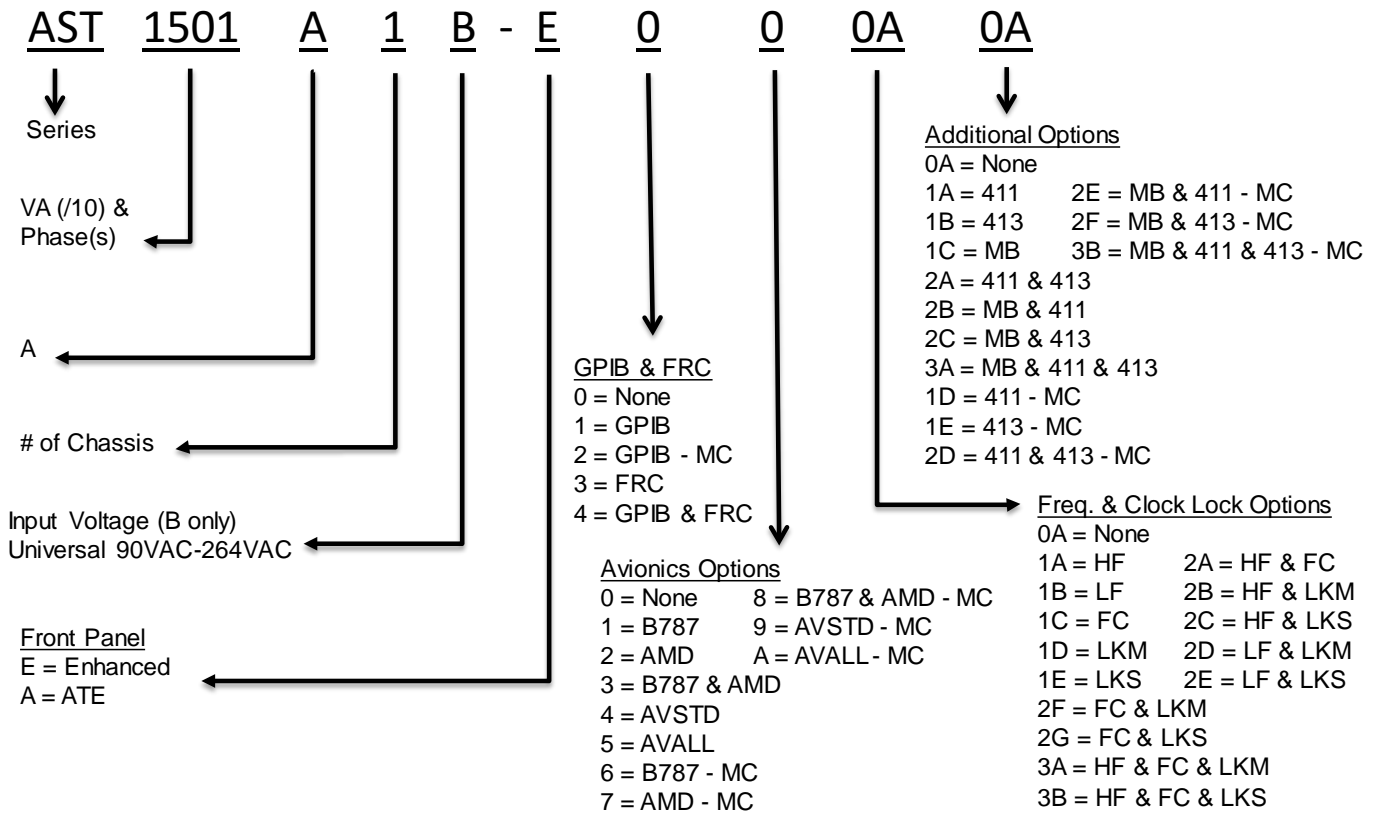 AST 1501 A 1 B - E 0 0 0A 0A
Series
VA (/10) &
Phase(s)
A
# of Chassis
Input Voltage (B only)
Universal 90VAC-264VAC
Front Panel
E = Enhanced
A = ATE
GPIB & FRC
0 = None
1 = GPIB
2 = GPIB - MC
3 = FRC
4 = GPIB & FRC
Avionics Options
0 = None 8 = B787 & AMD - MC
1 = B787 9 = AVSTD - MC
2 = AMD A = AVALL - MC
3 = B787 & AMD
4 = AVSTD
5 = AVALL
6 = B787 - MC
7 = AMD - MC
Additional Options
0A = None
1A = 411 2E = MB & 411 - MC
1B = 413 2F = MB & 413 - MC
1C = MB 3B = MB & 411 & 413 - MC
2A = 411 & 413
2B = MB & 411
2C = MB & 413
3A = MB & 411 & 413
1D = 411 - MC
1E = 413 - MC
2D = 411 & 413 - MC
Freq. & Clock Lock Options
0A = None
1A = HF 2A = HF & FC
1B = LF 2B = HF & LKM
1C = FC 2C = HF & LKS
1D = LKM 2D = LF & LKM
1E = LKS 2E = LF & LKS
2F = FC & LKM
2G = FC & LKS
3A = HF & FC & LKM
3B = HF & FC & LKS